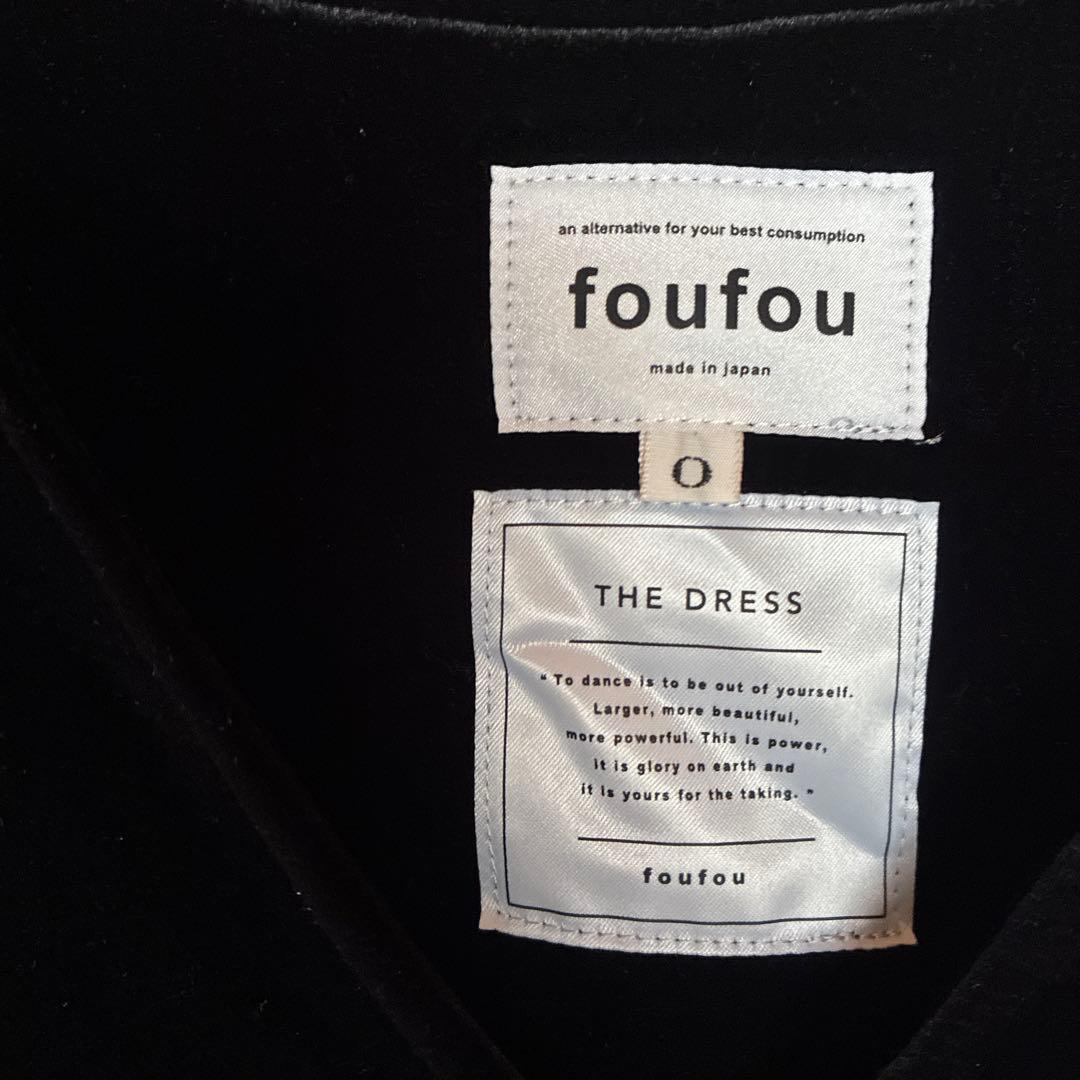 an alternative for your best consumption
foufou
made in japan
0
THE DRESS
“ To dance is to be out of yourself.
Larger, more beautiful,
more powerful. This is power,
it is glory on earth and
it is yours for the taking. ”
foufou